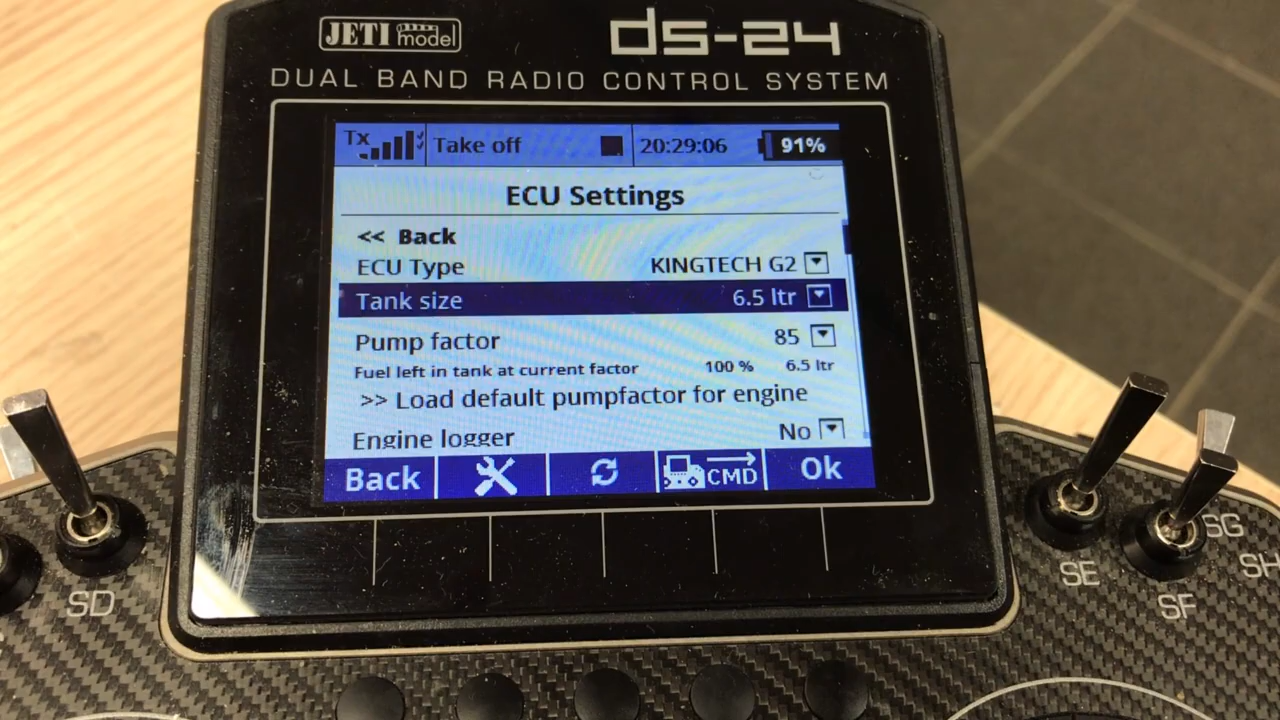 JETI model
ds-24
DUAL BAND RADIO CONTROL SYSTEM
Tx Take off 20:29:06 91%
ECU Settings
<< Back
ECU Type KINGTECH G2
Tank size 6.5 ltr
Pump factor 85
Fuel left in tank at current factor 100 % 6.5 ltr
>> Load default pumpfactor for engine
Engine logger No
Back CMD Ok
SD
SE
SF
SG
SH